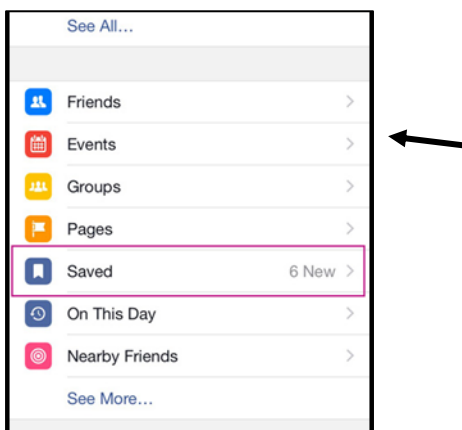 See All...
Friends
Events
Groups
Pages
Saved 6 New
On This Day
Nearby Friends
See More...